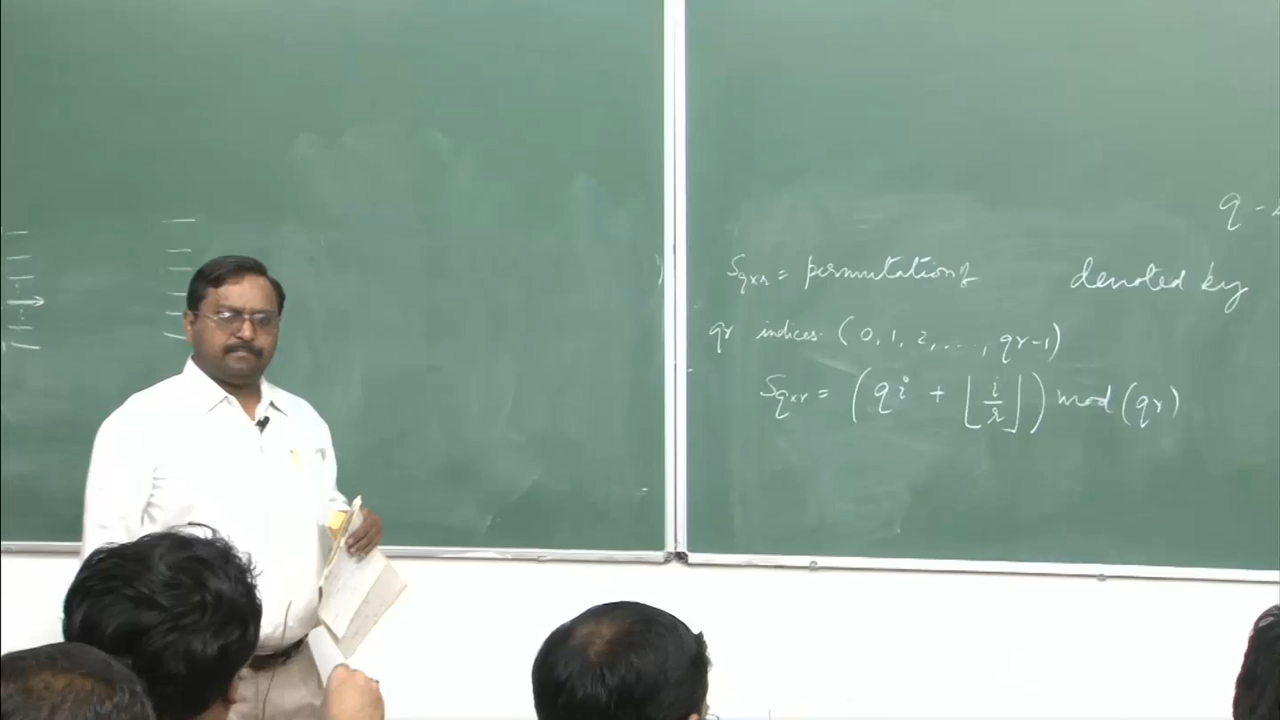 q -
S_{q×r} = permutation of denoted by
qr indices. (0, 1, 2, ..., qr-1)
S_{q×r} = (qi + ⌊i/r⌋) mod (qr)